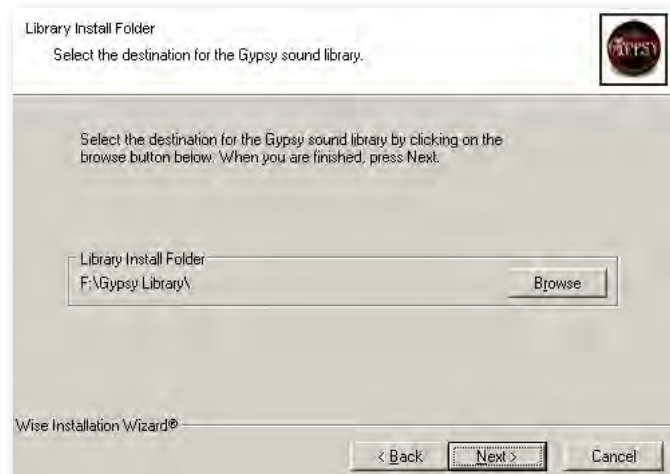 Library Install Folder
Select the destination for the Gypsy sound library.
GYPSY
Select the destination for the Gypsy sound library by clicking on the
browse button below. When you are finished, press Next.
Library Install Folder
F:\Gypsy Library\
Browse
Wise Installation Wizard®
< Back
Next >
Cancel